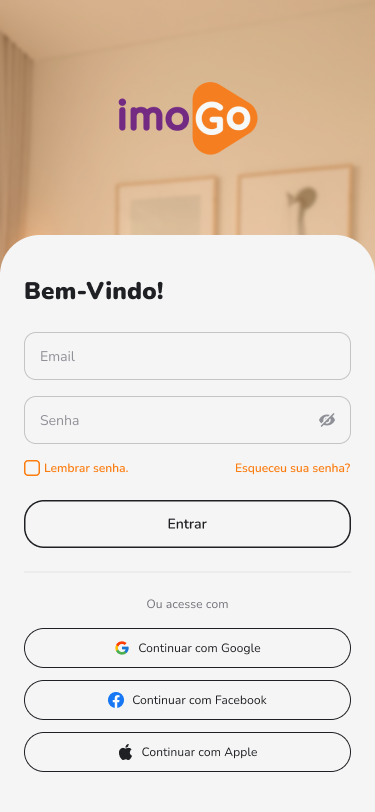 imoGo
Bem-Vindo!
Email
Senha
Lembrar senha.
Esqueceu sua senha?
Entrar
Ou acesse com
Continuar com Google
Continuar com Facebook
Continuar com Apple